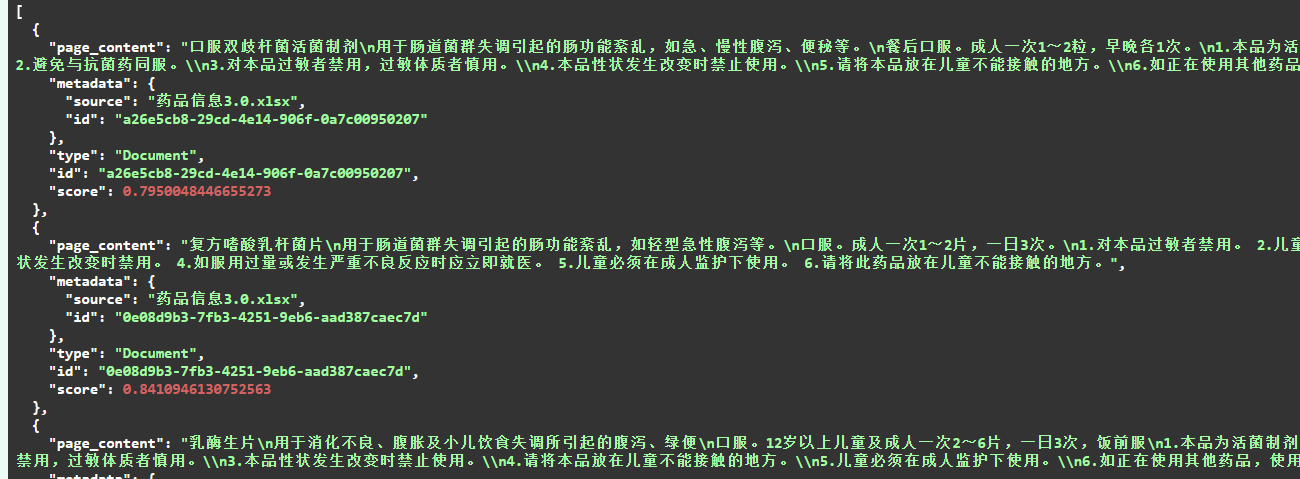 [
{
"page_content": "口服双歧杆菌活菌制剂\n用于肠道菌群失调引起的肠功能紊乱，如急、慢性腹泻、便秘等。\n餐后口服。成人一次1～2粒，早晚各1次。\n1.本品为活
2.避免与抗菌药同服。\\n3.对本品过敏者禁用，过敏体质者慎用。\\n4.本品性状发生改变时禁止使用。\\n5.请将本品放在儿童不能接触的地方。\\n6.如正在使用其他药品
"metadata": {
"source": "药品信息3.0.xlsx",
"id": "a26e5cb8-29cd-4e14-906f-0a7c00950207"
},
"type": "Document",
"id": "a26e5cb8-29cd-4e14-906f-0a7c00950207",
"score": 0.7950048446655273
},
{
"page_content": "复方嗜酸乳杆菌片\n用于肠道菌群失调引起的肠功能紊乱，如轻型急性腹泻等。\n口服。成人一次1～2片，一日3次。\n1.对本品过敏者禁用。 2.儿童
状发生改变时禁用。 4.如服用过量或发生严重不良反应时应立即就医。 5.儿童必须在成人监护下使用。 6.请将此药品放在儿童不能接触的地方。",
"metadata": {
"source": "药品信息3.0.xlsx",
"id": "0e08d9b3-7fb3-4251-9eb6-aad387caec7d"
},
"type": "Document",
"id": "0e08d9b3-7fb3-4251-9eb6-aad387caec7d",
"score": 0.8410946130752563
},
{
"page_content": "乳酶生片\n用于消化不良、腹胀及小儿饮食失调所引起的腹泻、绿便\n口服。12岁以上儿童及成人一次2～6片，一日3次，饭前服\n1.本品为活菌制剂
禁用，过敏体质者慎用。\\n3.本品性状发生改变时禁止使用。\\n4.请将本品放在儿童不能接触的地方。\\n5.儿童必须在成人监护下使用。\\n6.如正在使用其他药品，使用
"metadata": {